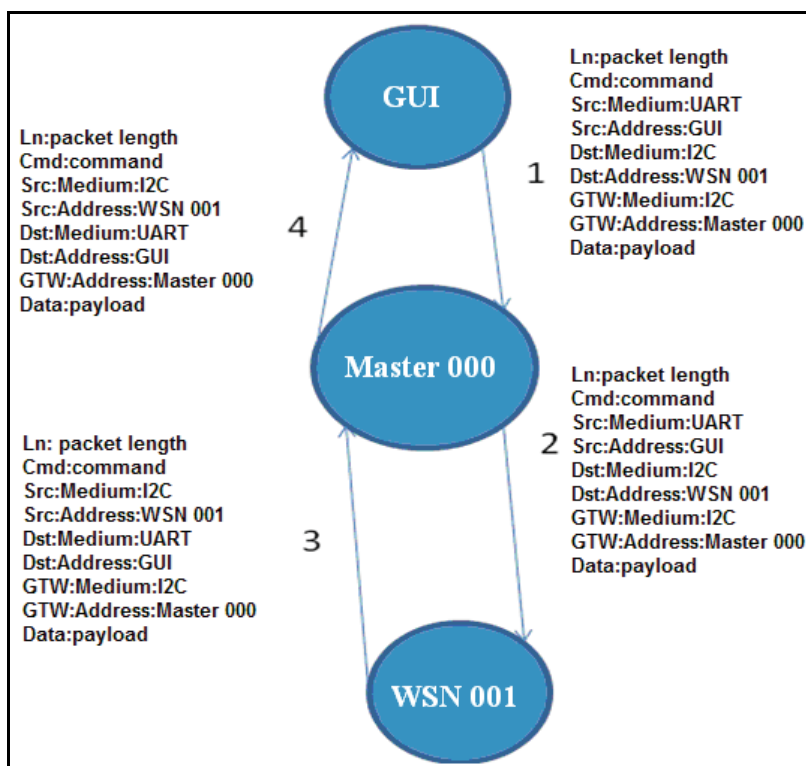 GUI
Ln:packet length
Cmd:command
Src:Medium:UART
Src:Address:GUI
Dst:Medium:I2C
Dst:Address:WSN 001
GTW:Medium:I2C
GTW:Address:Master 000
Data:payload
1
Ln:packet length
Cmd:command
Src:Medium:I2C
Src:Address:WSN 001
Dst:Medium:UART
Dst:Address:GUI
GTW:Address:Master 000
Data:payload
4
Master 000
Ln:packet length
Cmd:command
Src:Medium:UART
Src:Address:GUI
Dst:Medium:I2C
Dst:Address:WSN 001
GTW:Medium:I2C
GTW:Address:Master 000
Data:payload
2
Ln: packet length
Cmd:command
Src:Medium:I2C
Src:Address:WSN 001
Dst:Medium:UART
Dst:Address:GUI
GTW:Medium:I2C
GTW:Address:Master 000
Data:payload
3
WSN 001